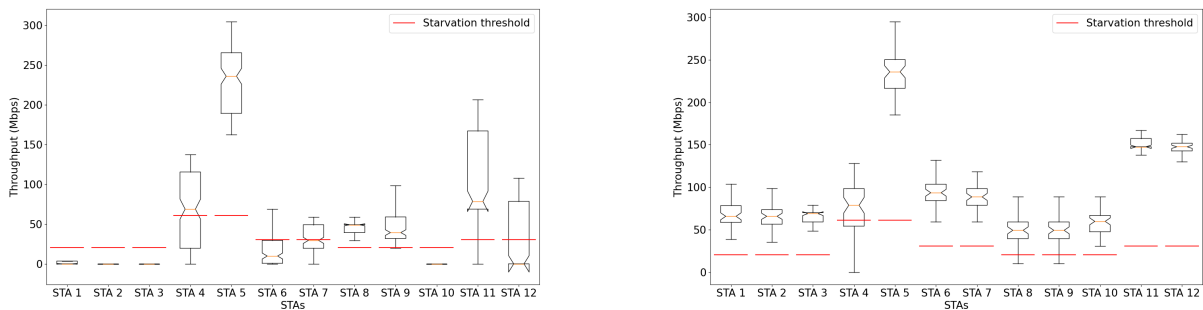 Starvation threshold
Throughput (Mbps)
300
250
200
150
100
50
0
STA 1 STA 2 STA 3 STA 4 STA 5 STA 6 STA 7 STA 8 STA 9 STA 10 STA 11 STA 12
STAs
Starvation threshold
Throughput (Mbps)
300
250
200
150
100
50
0
STA 1 STA 2 STA 3 STA 4 STA 5 STA 6 STA 7 STA 8 STA 9 STA 10 STA 11 STA 12
STAs